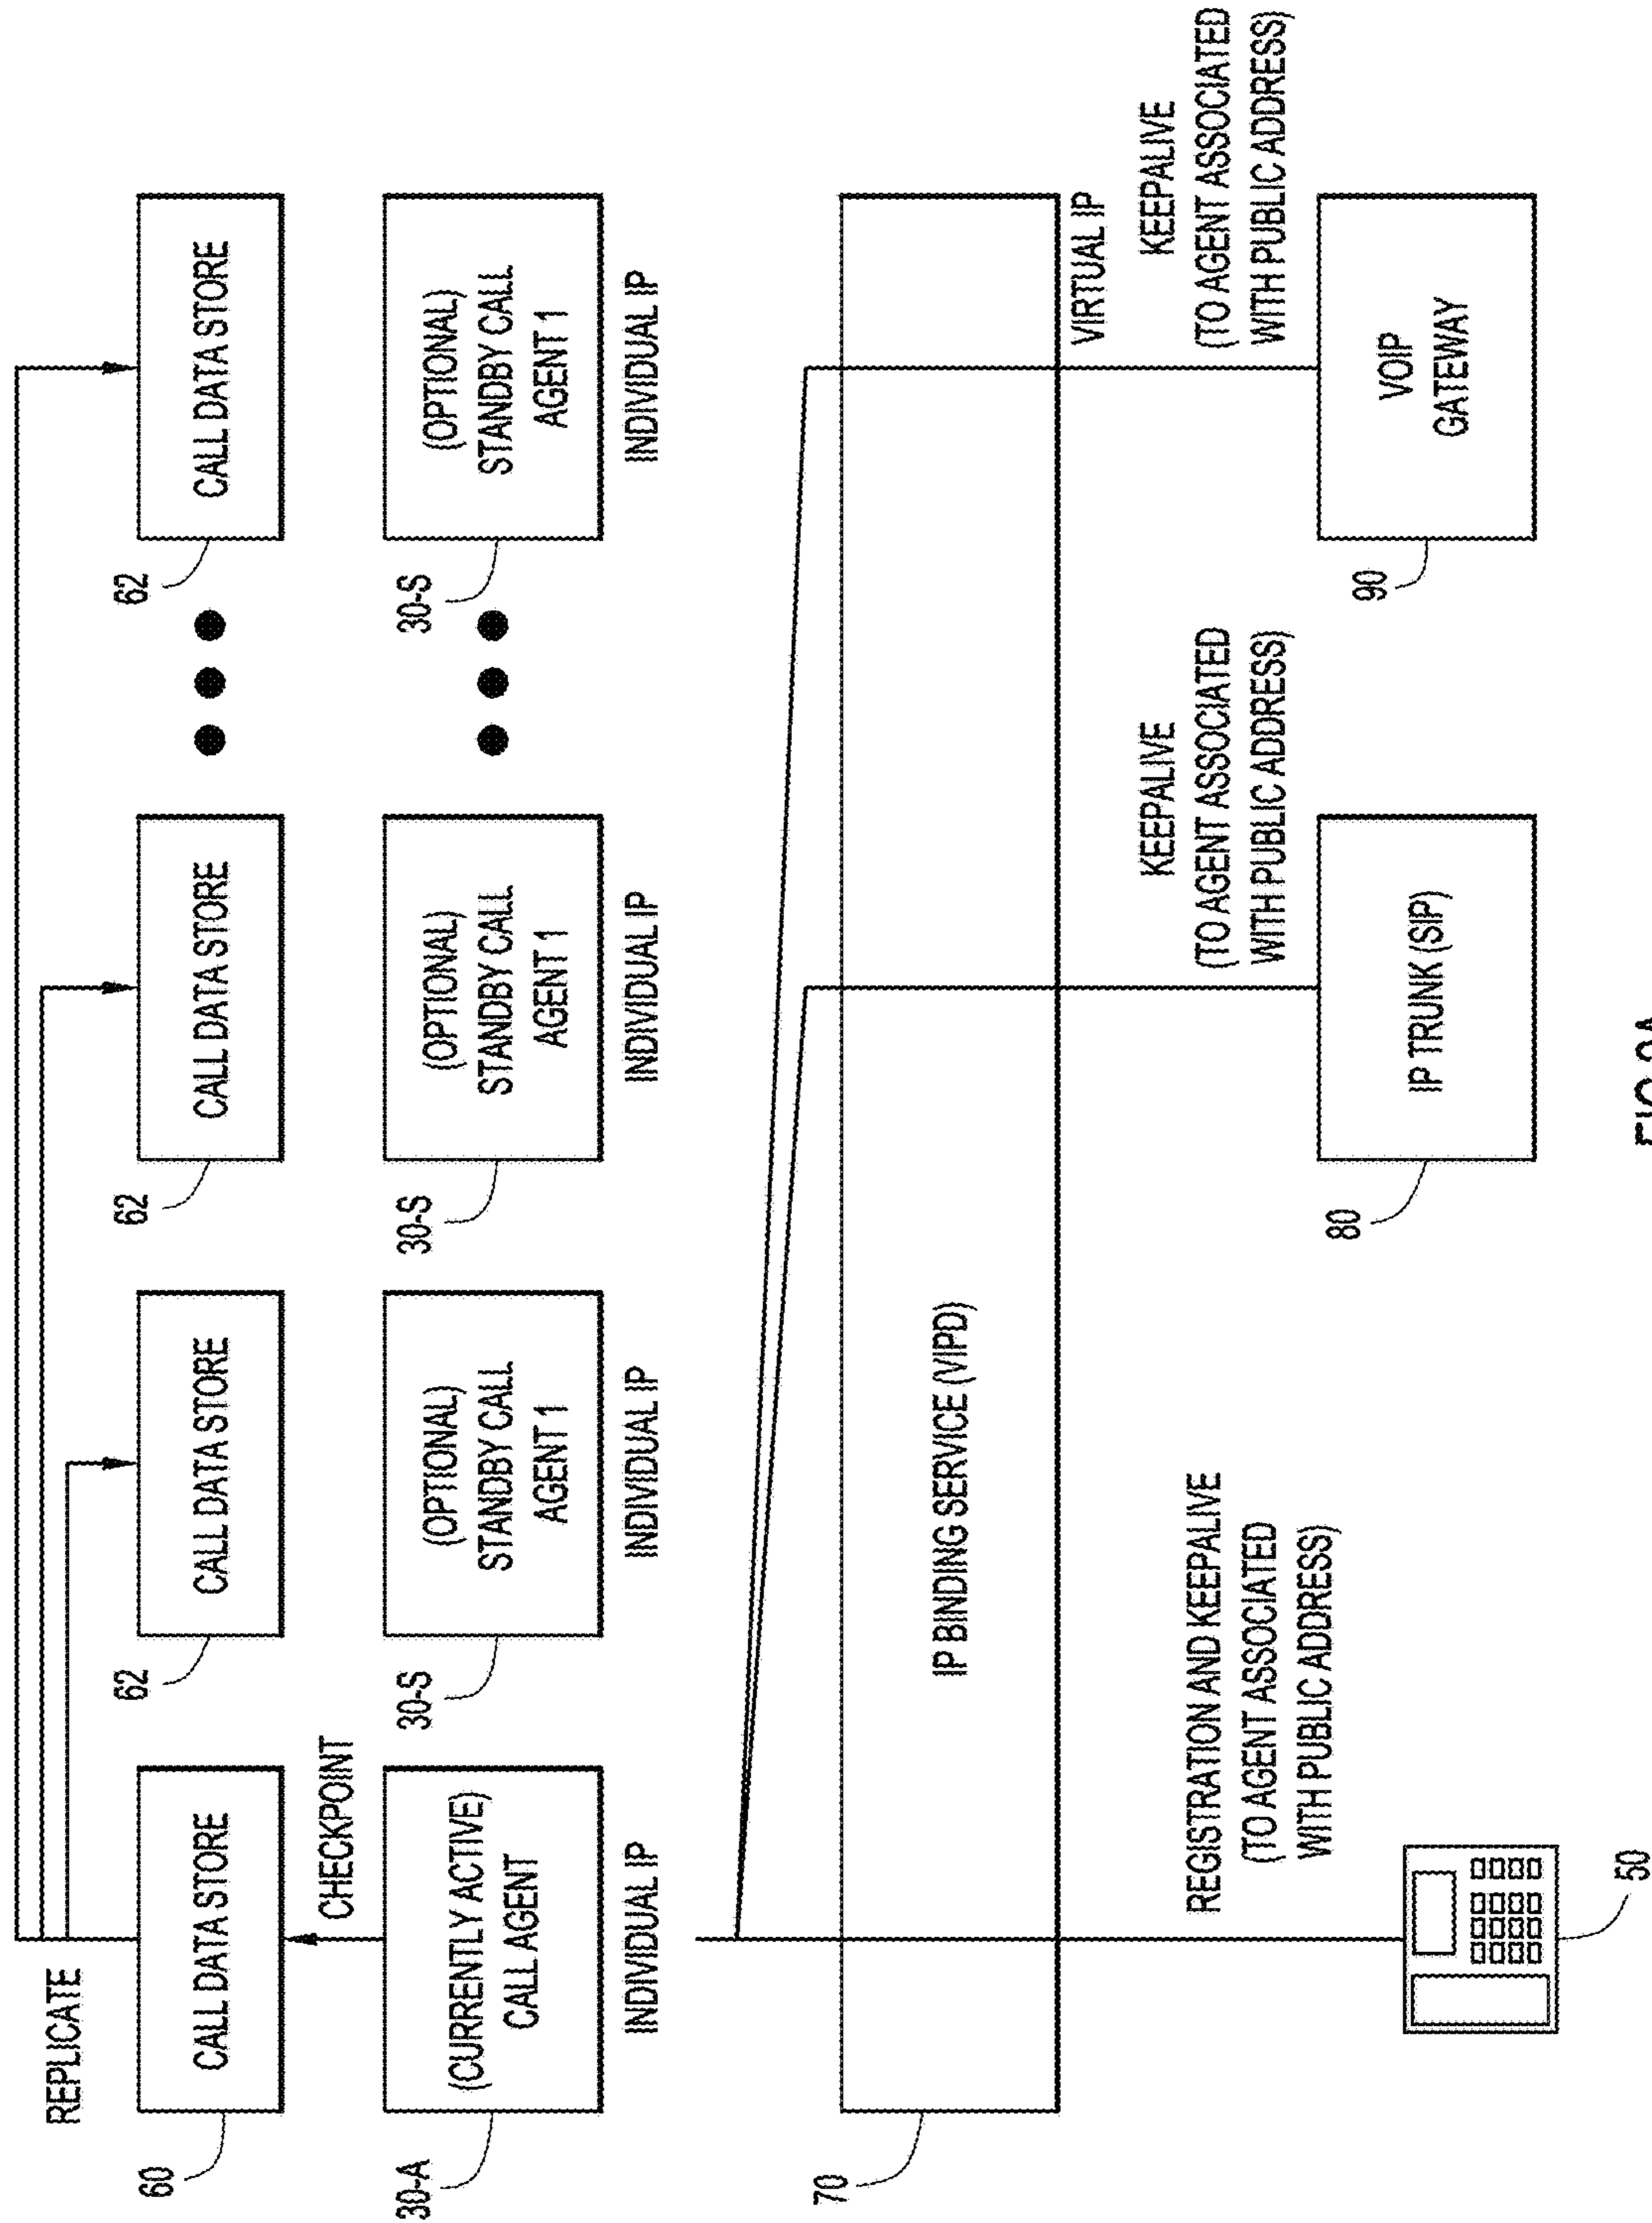 REPLICATE
60
CALL DATA STORE
62
CALL DATA STORE
62
CALL DATA STORE
62
CALL DATA STORE
CHECKPOINT
30-A
(CURRENTLY ACTIVE)
CALL AGENT
INDIVIDUAL IP
30-S
(OPTIONAL)
STANDBY CALL
AGENT 1
INDIVIDUAL IP
30-S
(OPTIONAL)
STANDBY CALL
AGENT 1
INDIVIDUAL IP
30-S
(OPTIONAL)
STANDBY CALL
AGENT 1
INDIVIDUAL IP
70
IP BINDING SERVICE (VIPD)
VIRTUAL IP
REGISTRATION AND KEEPALIVE
(TO AGENT ASSOCIATED
WITH PUBLIC ADDRESS)
KEEPALIVE
(TO AGENT ASSOCIATED
WITH PUBLIC ADDRESS)
KEEPALIVE
(TO AGENT ASSOCIATED
WITH PUBLIC ADDRESS)
50
80
IP TRUNK (SIP)
90
VOIP
GATEWAY